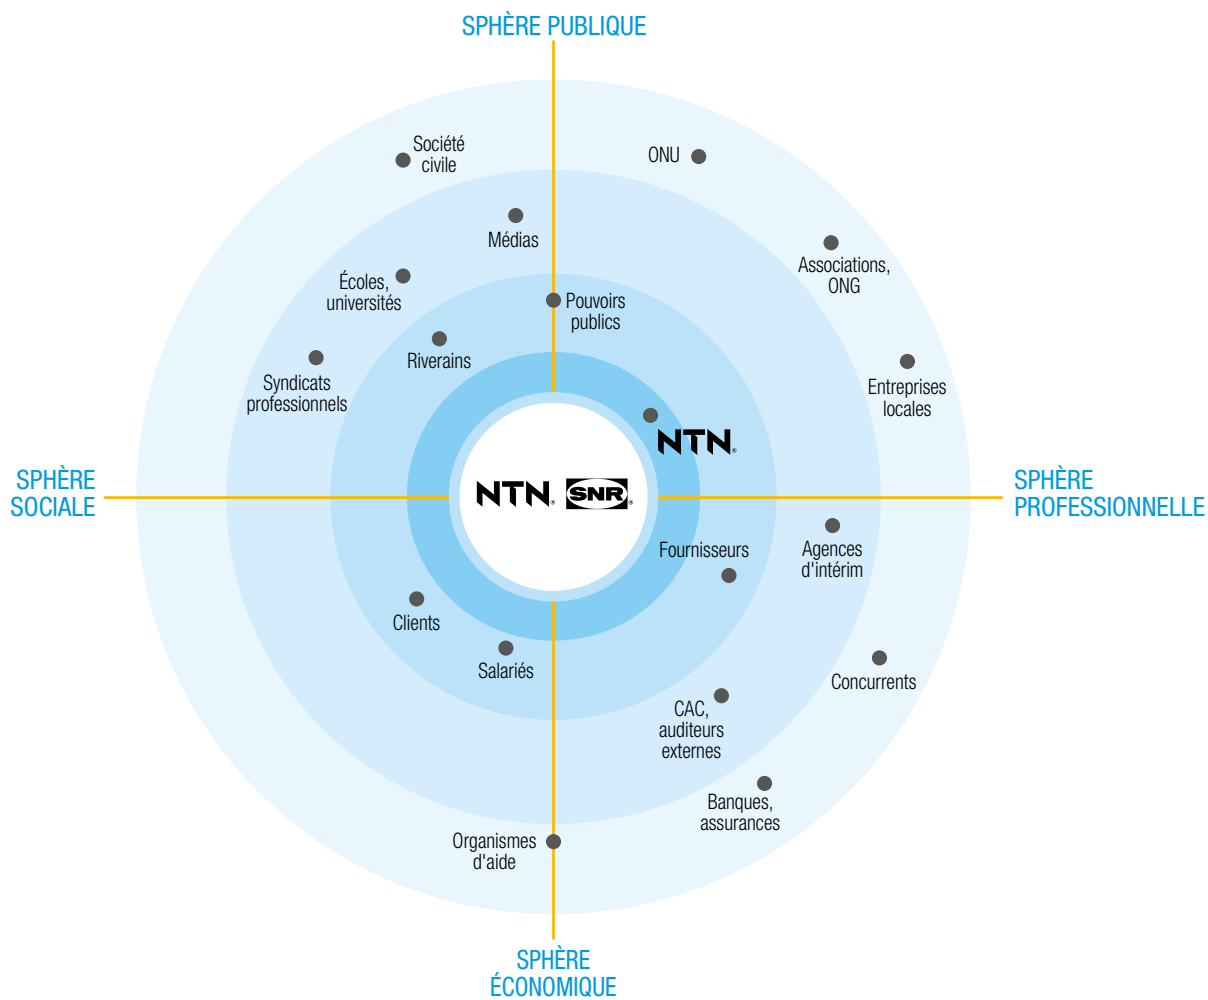 SPHÈRE PUBLIQUE
Société
civile
ONU
Médias
Associations,
ONG
Écoles,
universités
Pouvoirs
publics
Riverains
Syndicats
professionnels
Entreprises
locales
NTN®
SPHÈRE
SOCIALE
NTN® SNR®
SPHÈRE
PROFESSIONNELLE
Fournisseurs
Agences
d'intérim
Clients
Salariés
Concurrents
CAC,
auditeurs
externes
Banques,
assurances
Organismes
d'aide
SPHÈRE
ÉCONOMIQUE